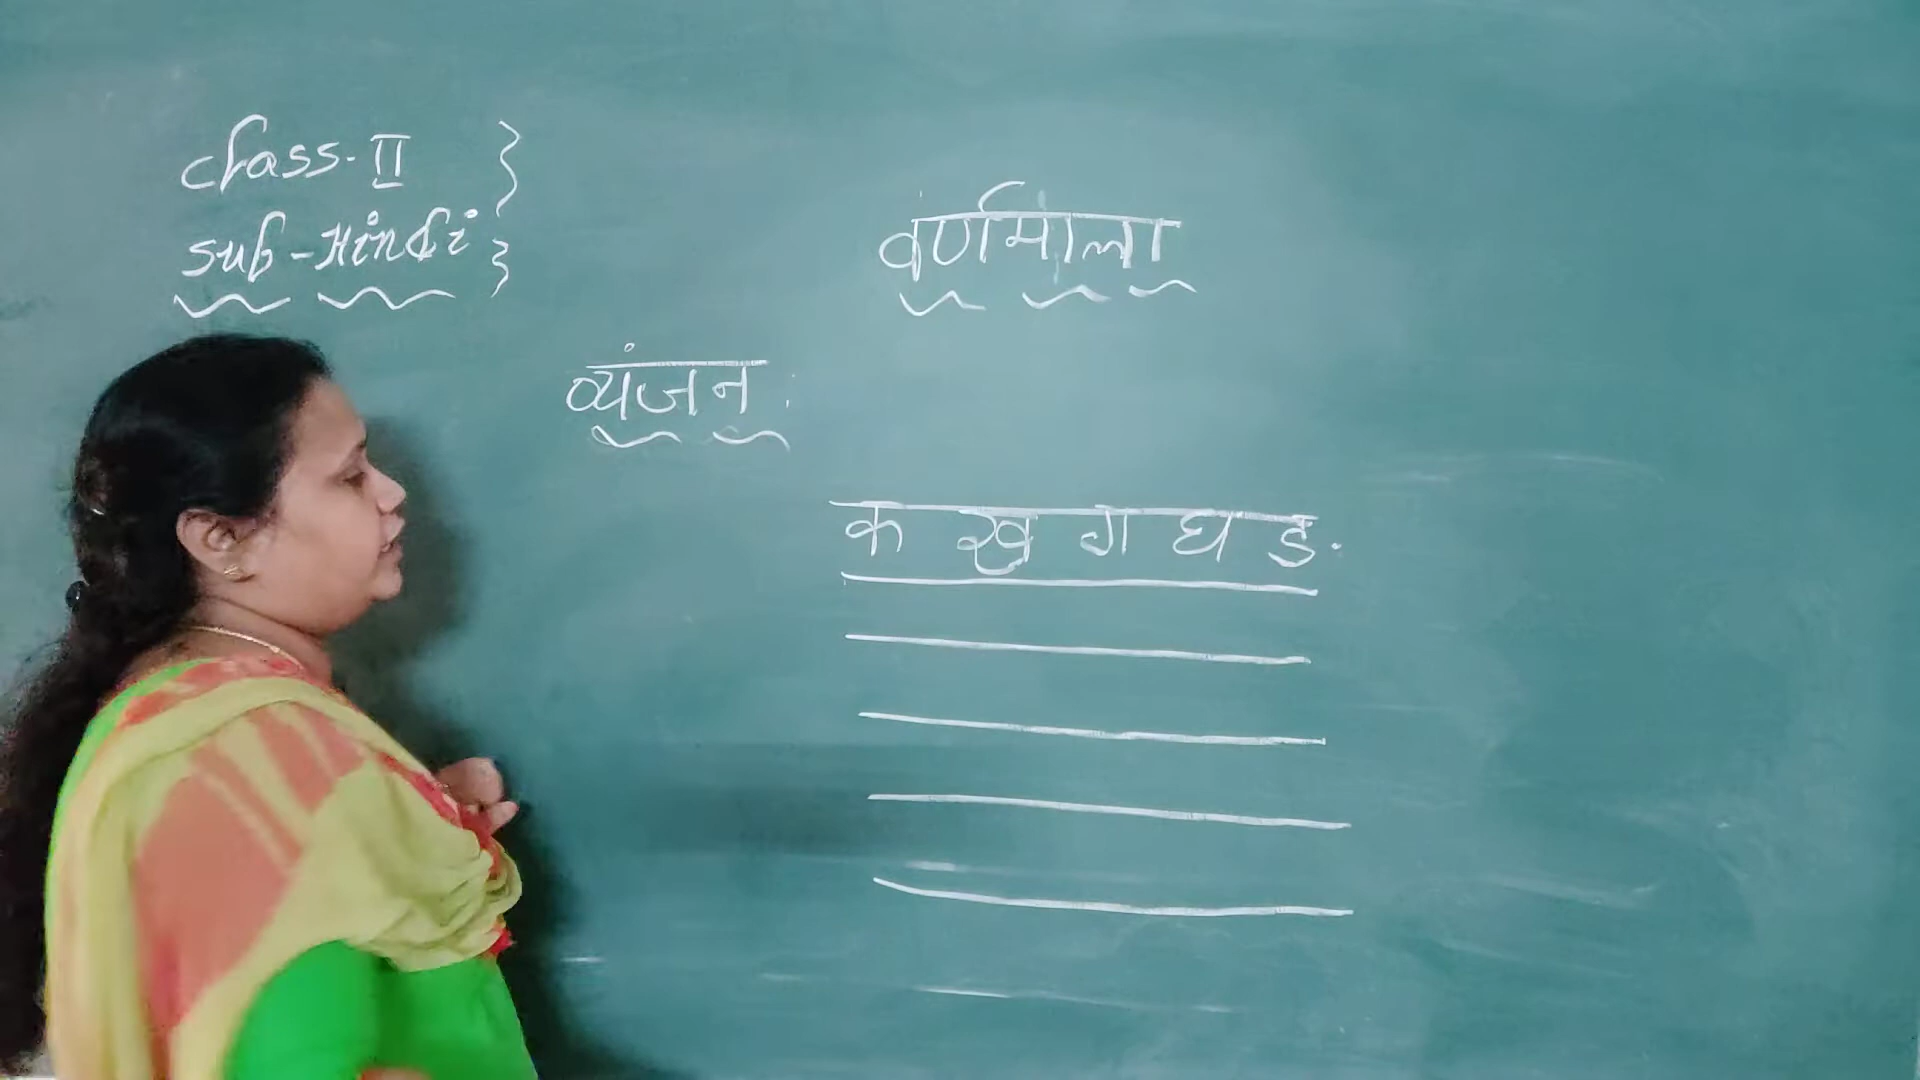 Class-II
Sub-Hindi
वर्णमाला
व्यंजन :
क ख ग घ ङ